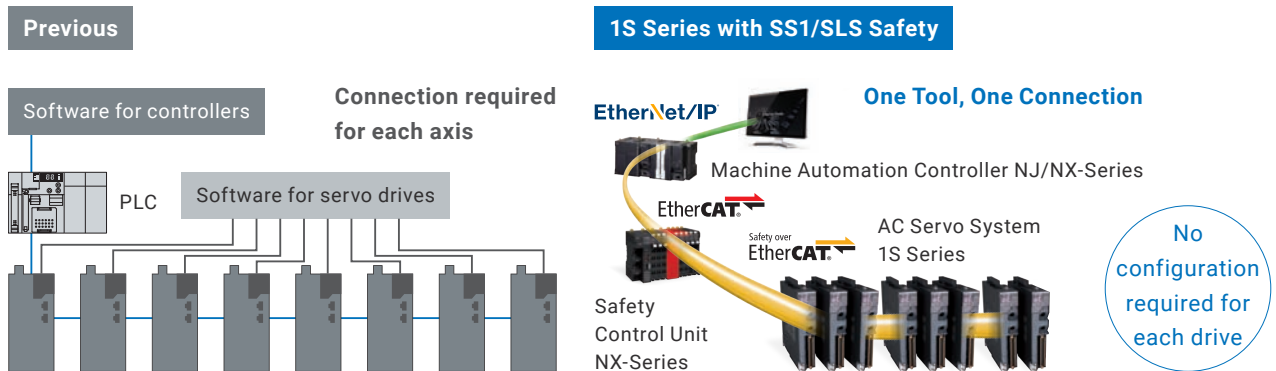 Previous
Software for controllers
Connection required
for each axis
PLC
Software for servo drives
1S Series with SS1/SLS Safety
EtherNet/IP
One Tool, One Connection
Machine Automation Controller NJ/NX-Series
EtherCAT®
Safety over
EtherCAT®
AC Servo System
1S Series
Safety
Control Unit
NX-Series
No
configuration
required for
each drive